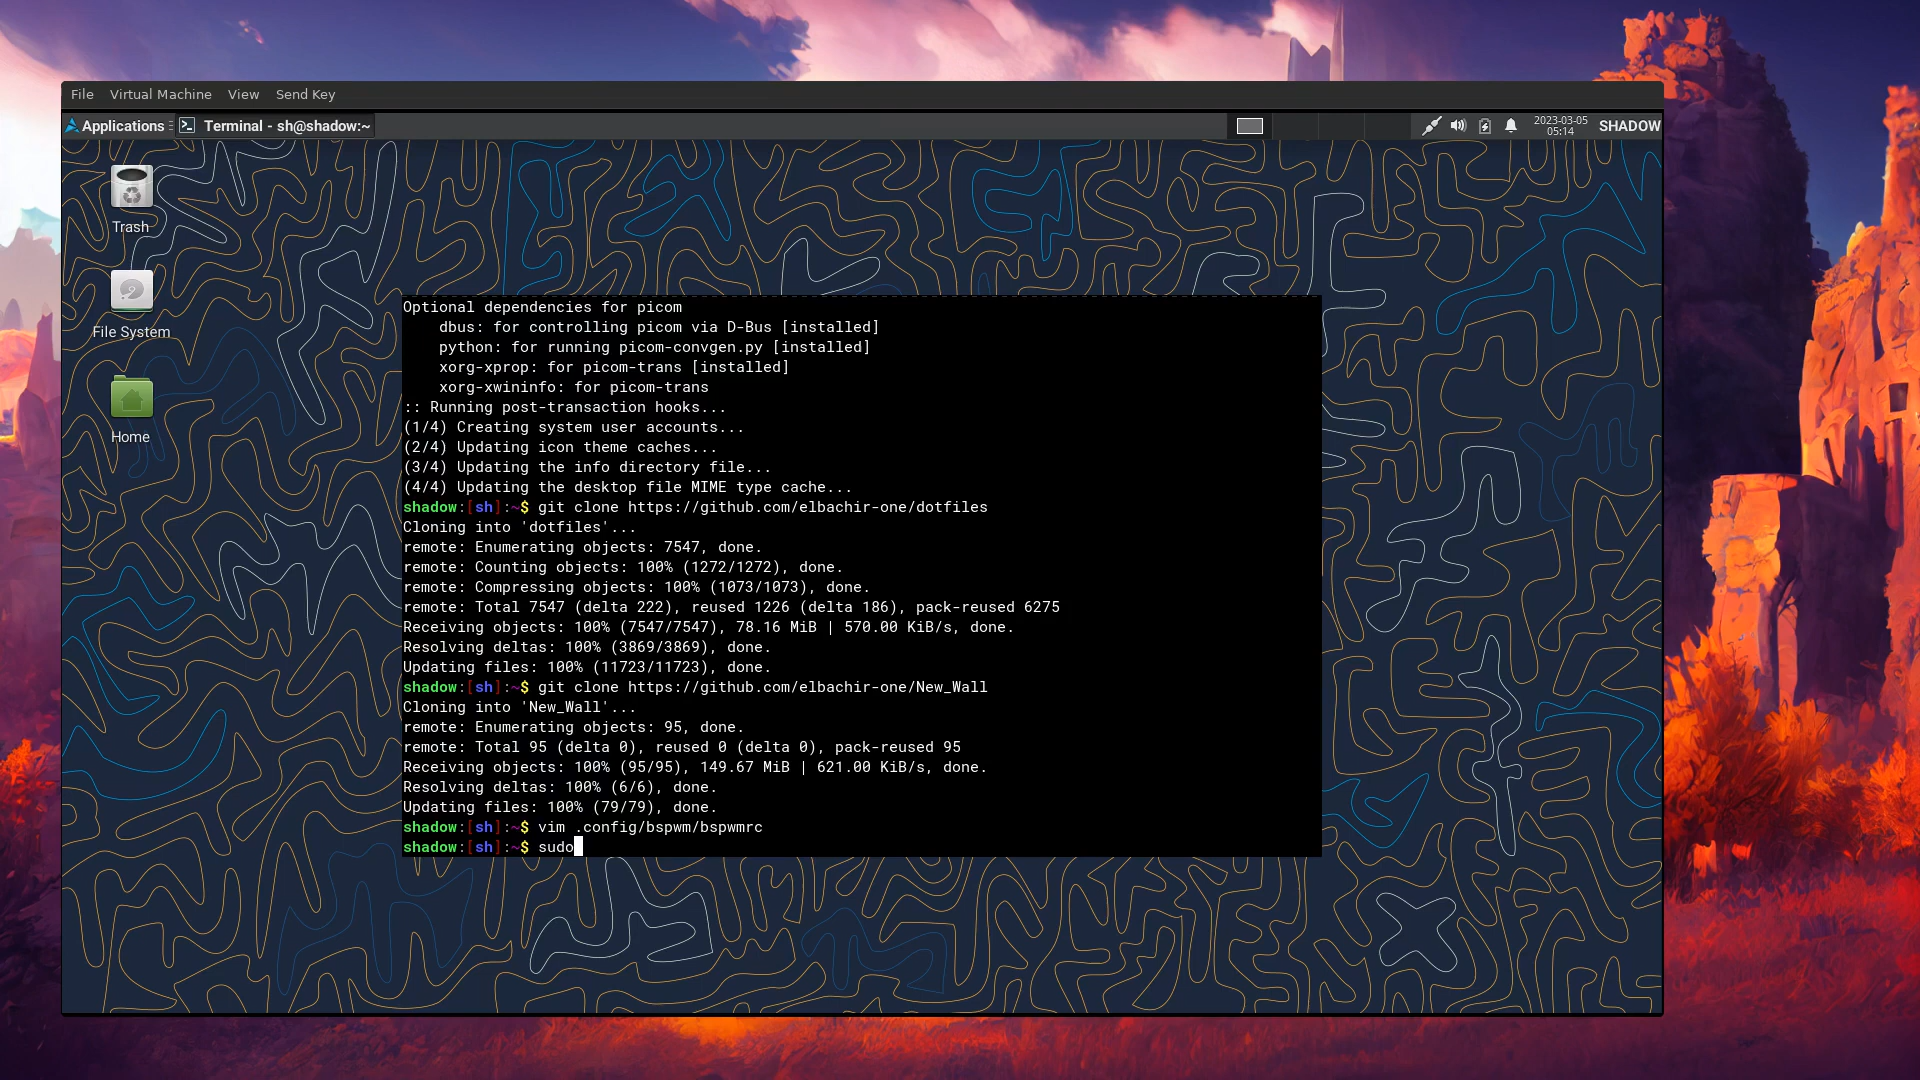 File Virtual Machine View Send Key
Applications Terminal - sh@shadow:~ 2023-03-05 05:14 SHADOW
Trash
File System
Home
Optional dependencies for picom
    dbus: for controlling picom via D-Bus [installed]
    python: for running picom-convgen.py [installed]
    xorg-xprop: for picom-trans [installed]
    xorg-xwininfo: for picom-trans
:: Running post-transaction hooks...
(1/4) Creating system user accounts...
(2/4) Updating icon theme caches...
(3/4) Updating the info directory file...
(4/4) Updating the desktop file MIME type cache...
shadow:[sh]:~$ git clone https://github.com/elbachir-one/dotfiles
Cloning into 'dotfiles'...
remote: Enumerating objects: 7547, done.
remote: Counting objects: 100% (1272/1272), done.
remote: Compressing objects: 100% (1073/1073), done.
remote: Total 7547 (delta 222), reused 1226 (delta 186), pack-reused 6275
Receiving objects: 100% (7547/7547), 78.16 MiB | 570.00 KiB/s, done.
Resolving deltas: 100% (3869/3869), done.
Updating files: 100% (11723/11723), done.
shadow:[sh]:~$ git clone https://github.com/elbachir-one/New_Wall
Cloning into 'New_Wall'...
remote: Enumerating objects: 95, done.
remote: Total 95 (delta 0), reused 0 (delta 0), pack-reused 95
Receiving objects: 100% (95/95), 149.67 MiB | 621.00 KiB/s, done.
Resolving deltas: 100% (6/6), done.
Updating files: 100% (79/79), done.
shadow:[sh]:~$ vim .config/bspwm/bspwmrc
shadow:[sh]:~$ sudo